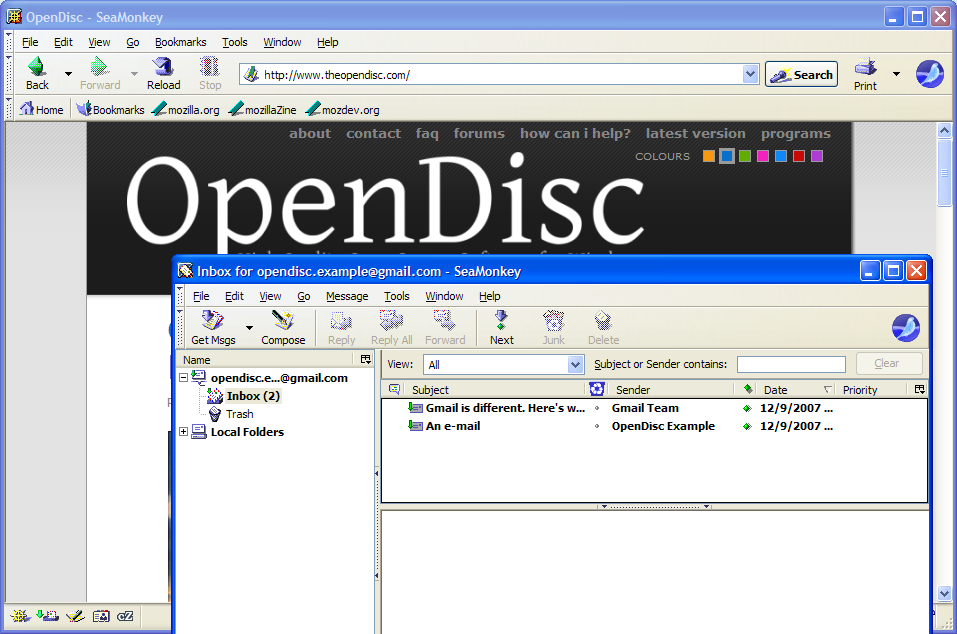 OpenDisc - SeaMonkey
File Edit View Go Bookmarks Tools Window Help
http://www.theopendisc.com/ Search
Back Forward Reload Stop Print
Home Bookmarks mozilla.org mozillaZine mozdev.org
about contact faq forums how can i help? latest version programs
COLOURS
OpenDisc
Inbox for opendisc.example@gmail.com - SeaMonkey
File Edit View Go Message Tools Window Help
Get Msgs Compose Reply Reply All Forward Next Junk Delete
Name
opendisc.e...@gmail.com
Inbox (2)
Trash
Local Folders
View: All Subject or Sender contains: Clear
Subject Sender Date Priority
Gmail is different. Here's w... Gmail Team 12/9/2007 ...
An e-mail OpenDisc Example 12/9/2007 ...
cZ